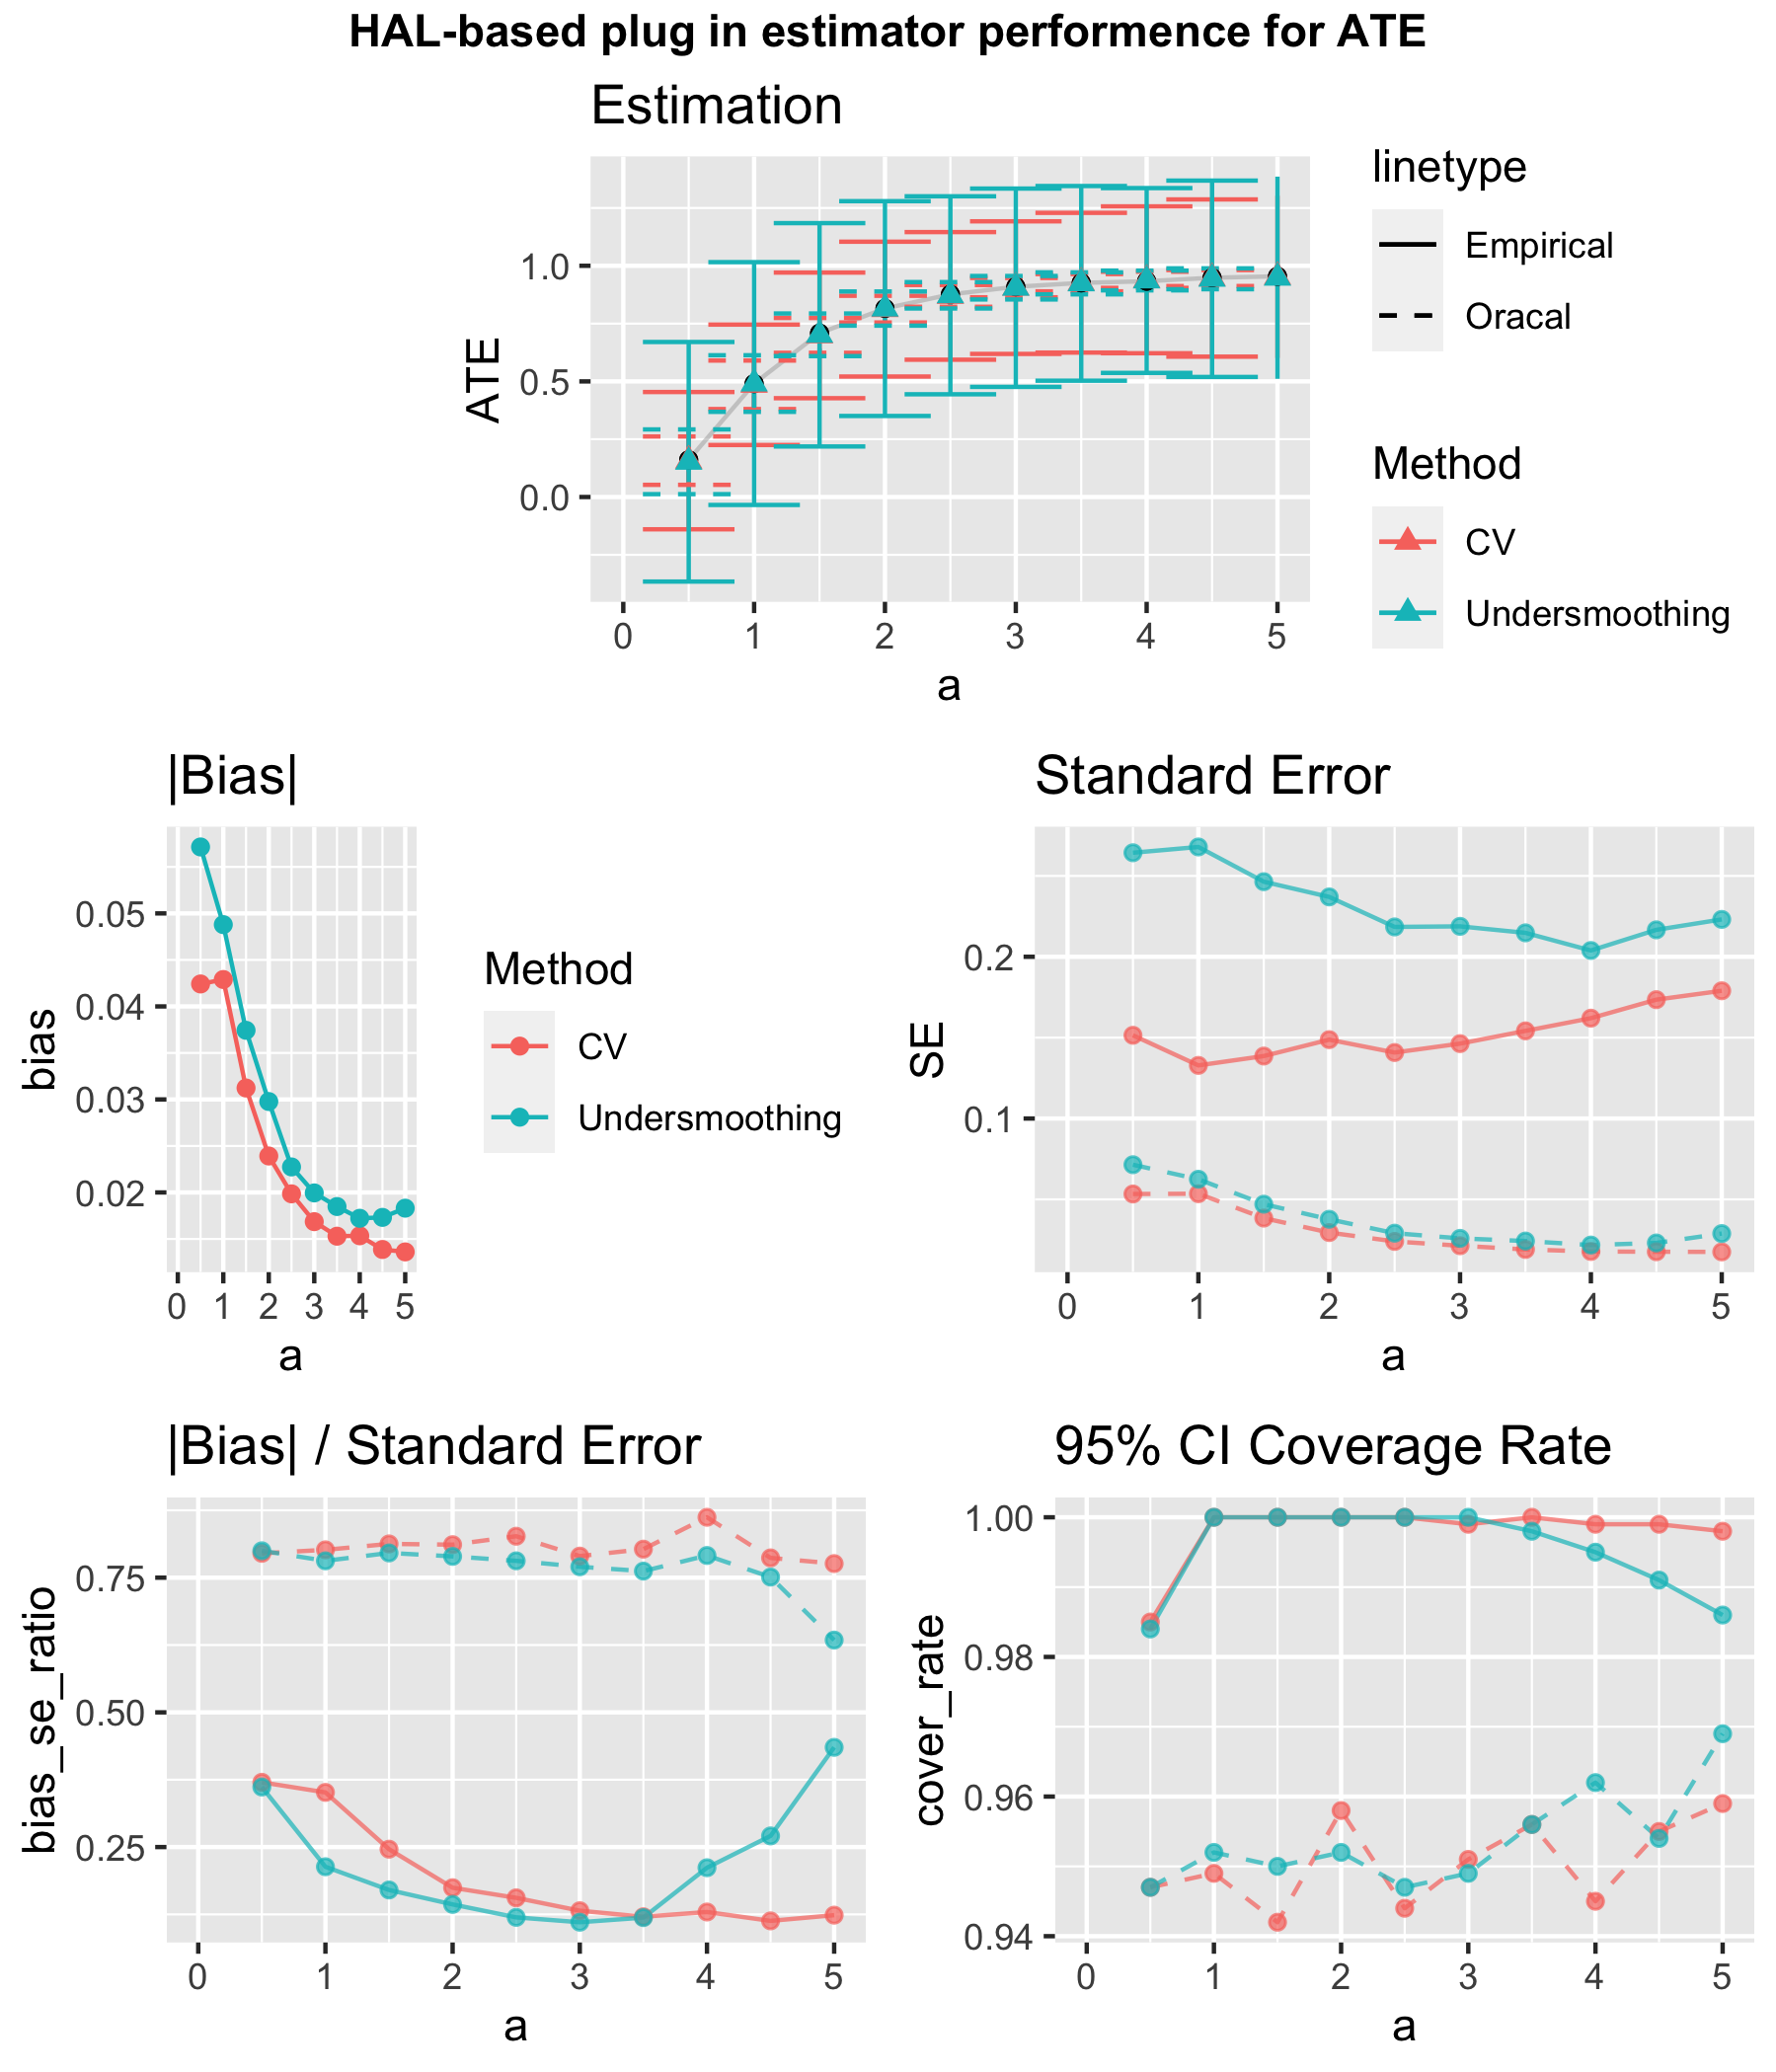 HAL-based plug in estimator performence for ATE
Estimation
ATE
1.0
0.5
0.0
0 1 2 3 4 5
a
linetype
Empirical
Oracal
Method
CV
Undersmoothing
|Bias|
bias
0.05
0.04
0.03
0.02
0 1 2 3 4 5
a
Method
CV
Undersmoothing
Standard Error
SE
0.2
0.1
0 1 2 3 4 5
a
|Bias| / Standard Error
bias_se_ratio
0.75
0.50
0.25
0 1 2 3 4 5
a
95% CI Coverage Rate
cover_rate
1.00
0.98
0.96
0.94
0 1 2 3 4 5
a